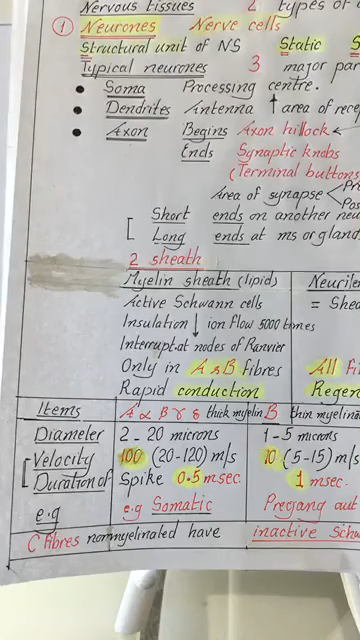 Nervous tissues 2 types of
① Neurones Nerve cells
Structural unit of NS Static S
Typical neurones 3 major par
• Soma Processing centre.
• Dendrites Antenna ↑ area of rece
• Axon Begins Axon hillock ←
Ends Synaptic knobs
(Terminal buttons
Area of synapse < Pr
Pos
[ Short ends on another neu
Long ends at ms or gland
2 sheath
Myelin sheath (lipid) Neurile
Active Schwann cells = Shea
Insulation ↓ ion flow 5000 times
Interrupt at nodes of Ranvier
Only in A & B fibres All Fi
Rapid conduction Regen
Items A α β γ δ thick myelin B thin myelina
Diameter 2 - 20 microns 1 - 5 microns
[ Velocity 100 (20-120) m/s 10 (5-15) m/s
Duration of Spike 0.5 msec. 1 msec.
e.g e.g Somatic Pregang aut
C fibres nonmyelinated have inactive Schw